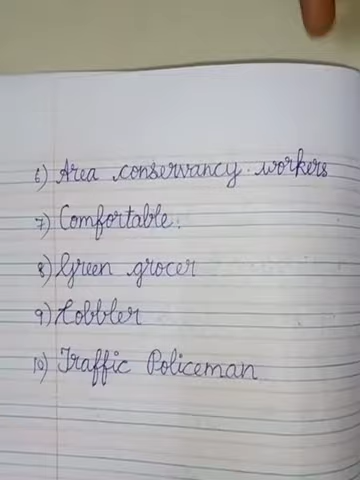 6) Area conservancy workers
7) Comfortable.
8) Green grocer
9) Cobbler
10) Traffic Policeman